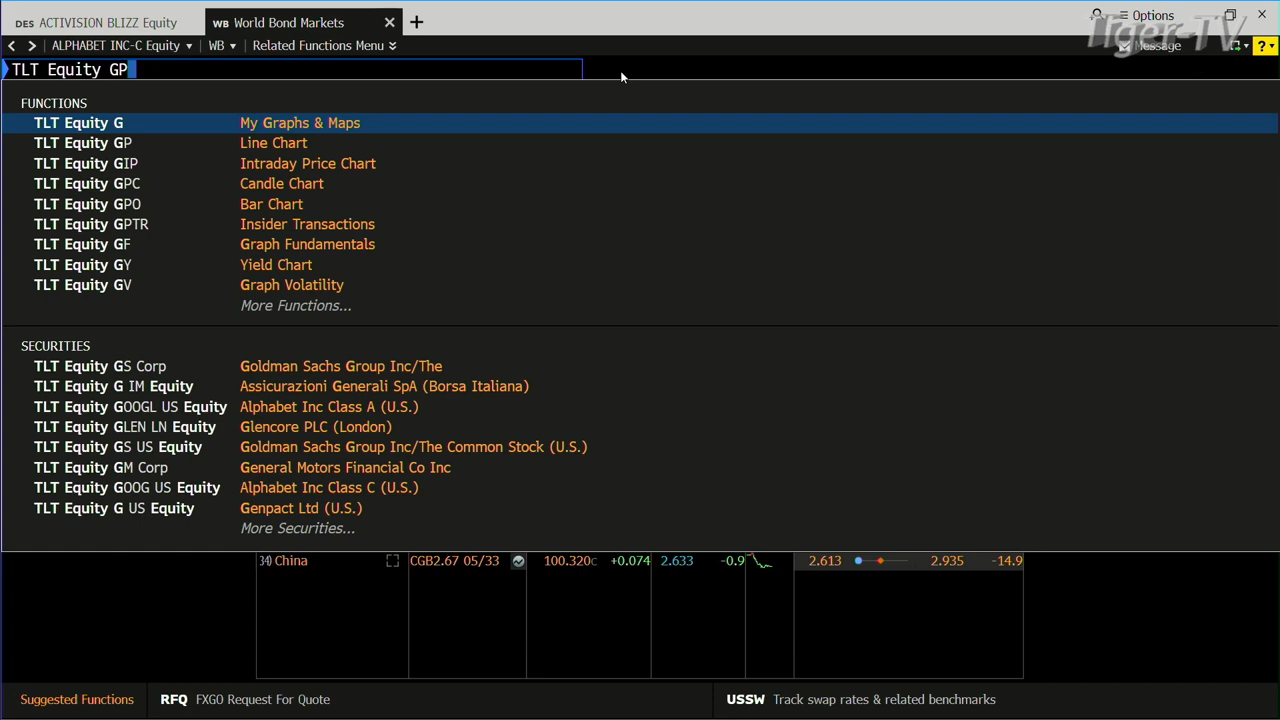 DES ACTIVISION BLIZZ Equity
WB World Bond Markets
Options
ALPHABET INC-C Equity WB Related Functions Menu
Message
?
Tiger-TV
TLT Equity GP
FUNCTIONS
TLT Equity G My Graphs & Maps
TLT Equity GP Line Chart
TLT Equity GIP Intraday Price Chart
TLT Equity GPC Candle Chart
TLT Equity GPO Bar Chart
TLT Equity GPTR Insider Transactions
TLT Equity GF Graph Fundamentals
TLT Equity GY Yield Chart
TLT Equity GV Graph Volatility
More Functions...
SECURITIES
TLT Equity GS Corp Goldman Sachs Group Inc/The
TLT Equity G IM Equity Assicurazioni Generali SpA (Borsa Italiana)
TLT Equity GOOGL US Equity Alphabet Inc Class A (U.S.)
TLT Equity GLEN LN Equity Glencore PLC (London)
TLT Equity GS US Equity Goldman Sachs Group Inc/The Common Stock (U.S.)
TLT Equity GM Corp General Motors Financial Co Inc
TLT Equity GOOG US Equity Alphabet Inc Class C (U.S.)
TLT Equity G US Equity Genpact Ltd (U.S.)
More Securities...
34) China CGB2.67 05/33 100.320c +0.074 2.633 -0.9 2.613 2.935 -14.9
Suggested Functions RFQ FXGO Request For Quote USSW Track swap rates & related benchmarks